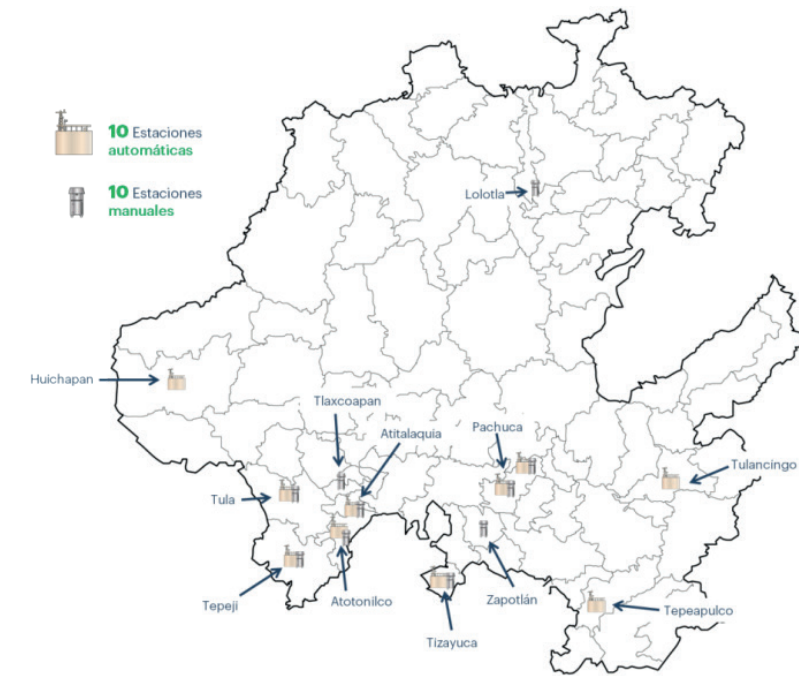 10 Estaciones
automáticas
10 Estaciones
manuales
Lolotla
Huichapan
Tlaxcoapan
Atitalaquia
Pachuca
Tulancingo
Tula
Tepeji
Atotonilco
Zapotlán
Tepeapulco
Tizayuca